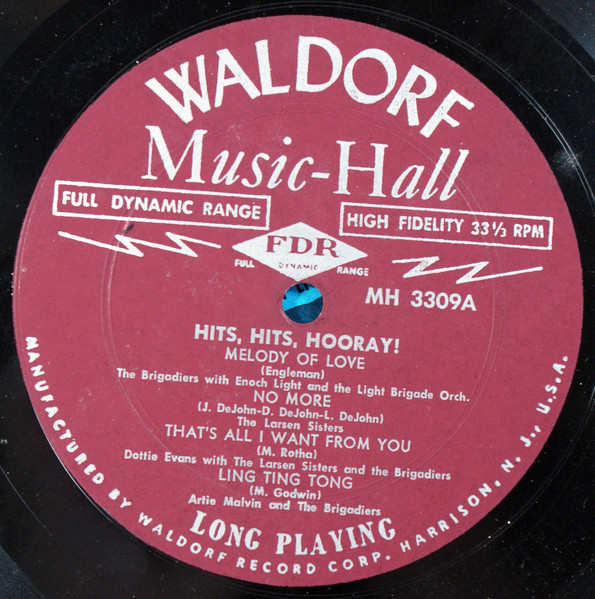 WALDORF
Music-Hall
FULL DYNAMIC RANGE
HIGH FIDELITY 33⅓ RPM
FDR
FULL DYNAMIC RANGE
MH 3309A
HITS, HITS, HOORAY!
MELODY OF LOVE
(Engleman)
The Brigadiers with Enoch Light and the Light Brigade Orch.
NO MORE
(J. DeJohn-D. DeJohn-L. DeJohn)
The Larsen Sisters
THAT'S ALL I WANT FROM YOU
(M. Rotha)
Dottie Evans with The Larsen Sisters and the Brigadiers
LING TING TONG
(M. Godwin)
Artie Malvin and The Brigadiers
LONG PLAYING
MANUFACTURED BY WALDORF RECORD CORP. HARRISON, N. J., U.S.A.